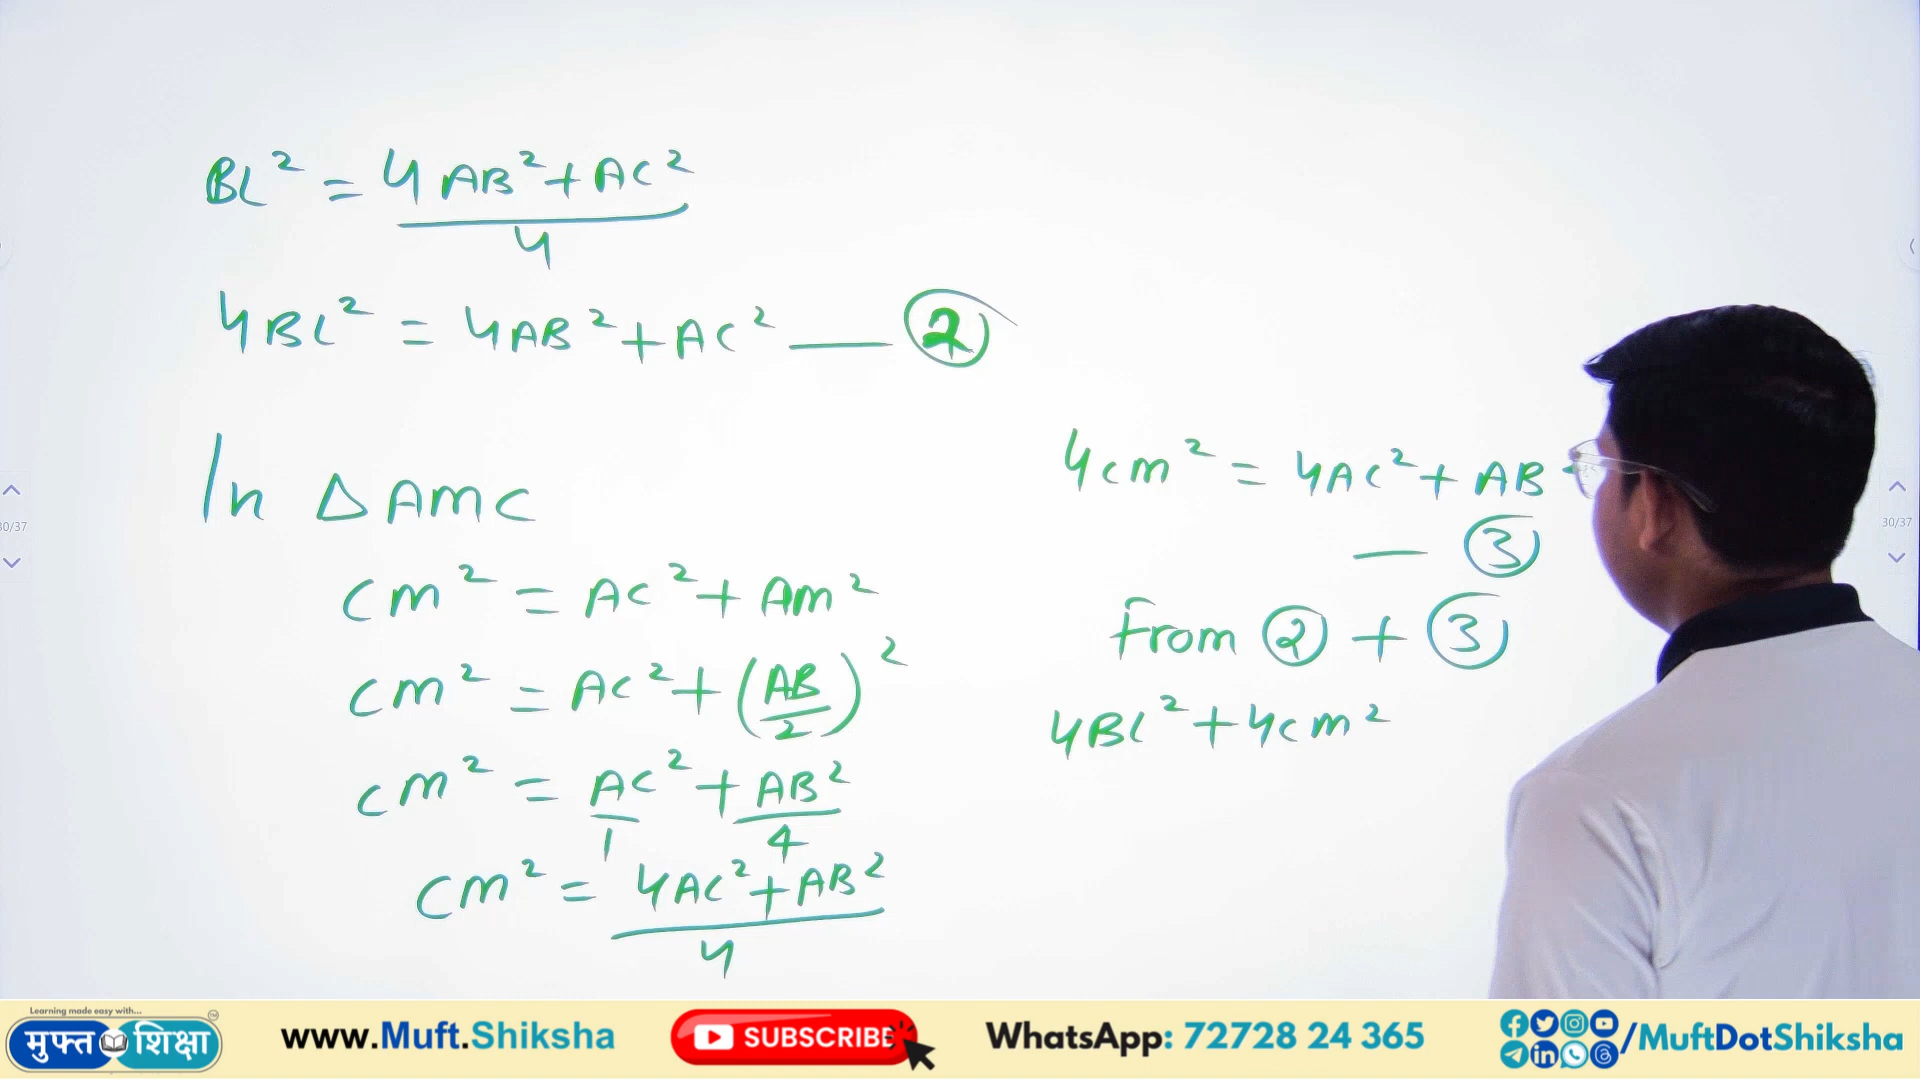 BL² = 4AB² + AC² / 4
4BL² = 4AB² + AC² — ②
In △AMC
CM² = AC² + AM²
CM² = AC² + (AB/2)²
CM² = AC²/1 + AB²/4
CM² = 4AC² + AB² / 4
4CM² = 4AC² + AB
— ③
From ② + ③
4BL² + 4CM²
30/37
30/37
Learning made easy with...
मुफ्त शिक्षा
www.Muft.Shiksha
SUBSCRIBE
WhatsApp: 72728 24 365
/MuftDotShiksha